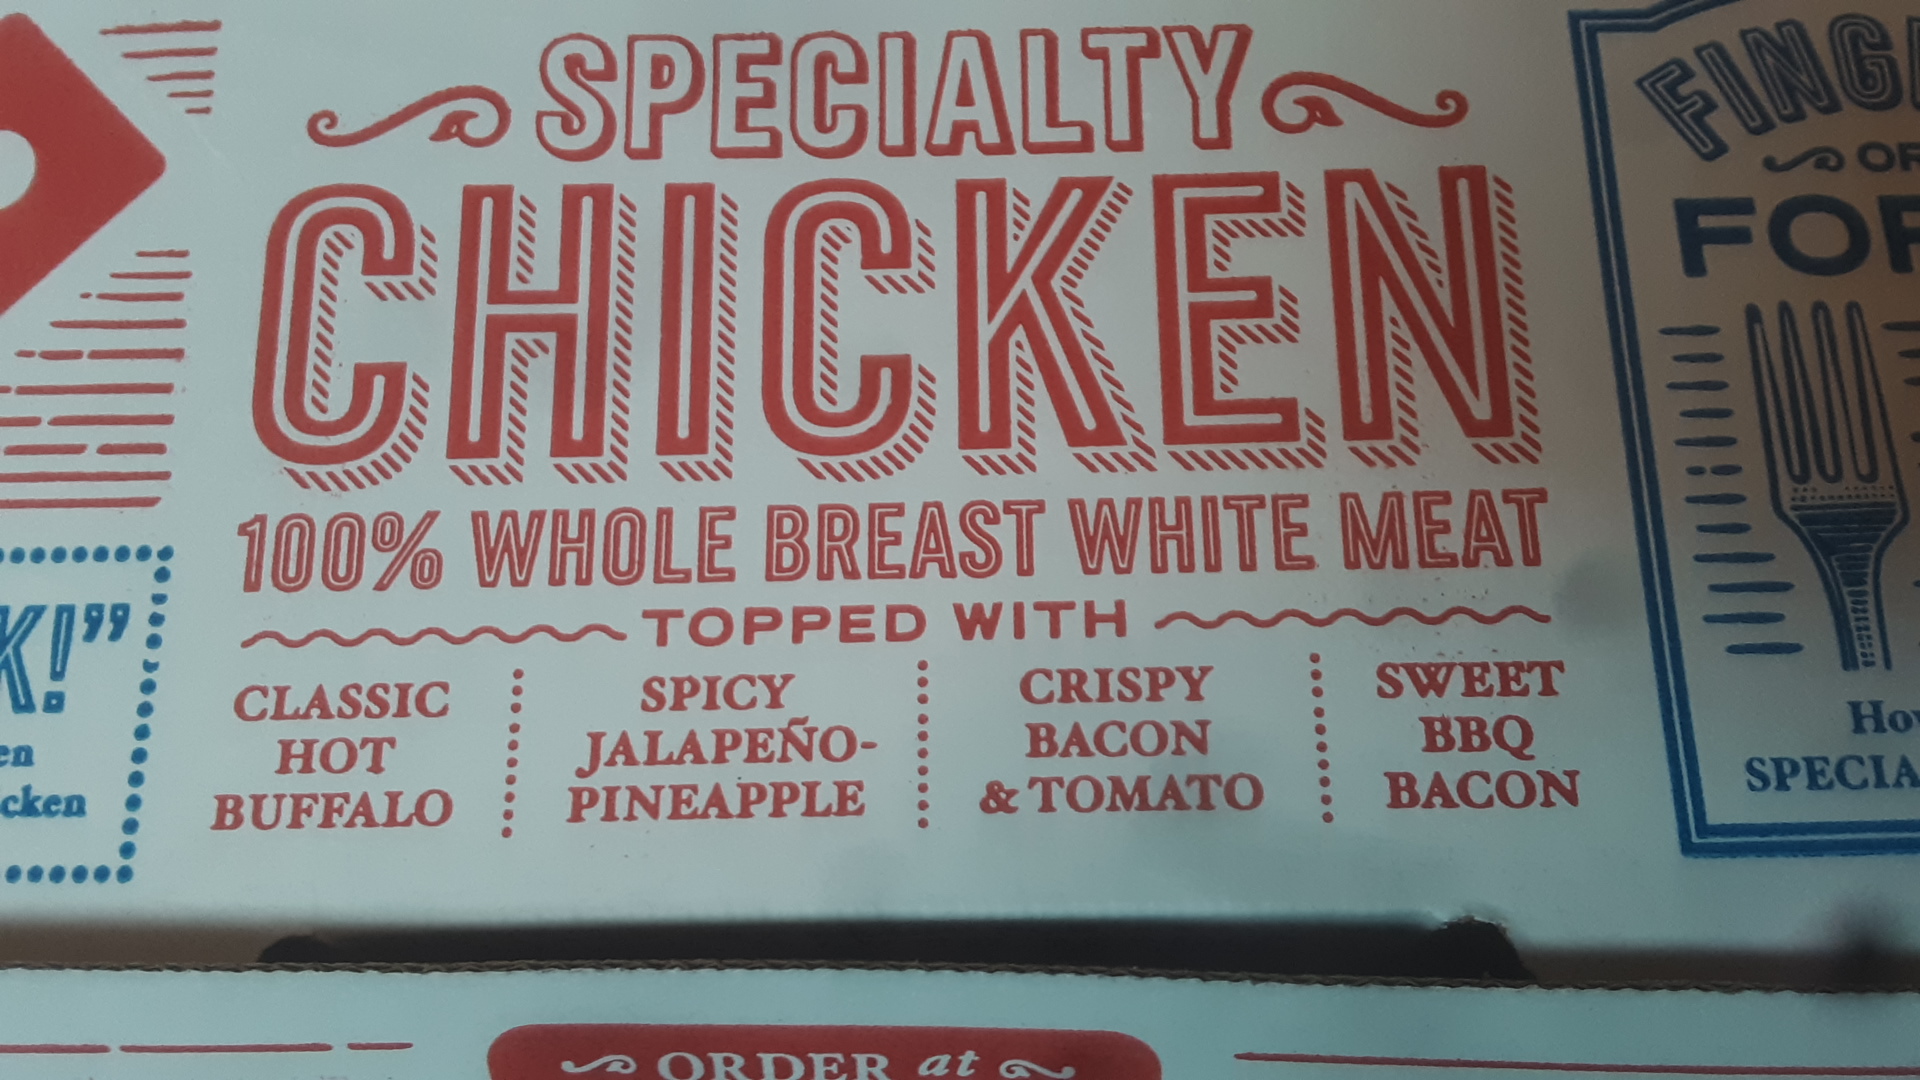 SPECIALTY
CHICKEN
100% WHOLE BREAST WHITE MEAT
TOPPED WITH
CLASSIC
HOT
BUFFALO
SPICY
JALAPEÑO-
PINEAPPLE
CRISPY
BACON
& TOMATO
SWEET
BBQ
BACON
ORDER at